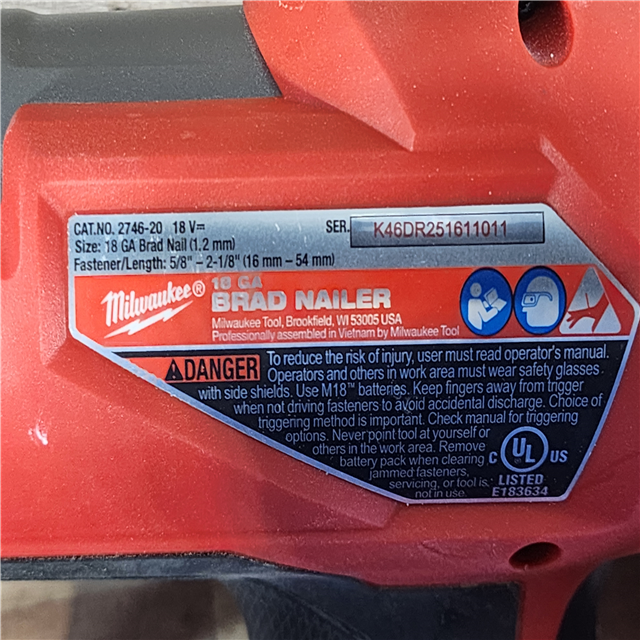 CAT.NO. 2746-20 18 V⎓
SER. K46DR251611011
Size: 18 GA Brad Nail (1.2 mm)
Fastener/Length: 5/8" – 2-1/8" (16 mm – 54 mm)
Milwaukee®
18 GA
BRAD NAILER
Milwaukee Tool, Brookfield, WI 53005 USA
Professionally assembled in Vietnam by Milwaukee Tool
DANGER
To reduce the risk of injury, user must read operator's manual.
Operators and others in work area must wear safety glasses
with side shields. Use M18™ batteries. Keep fingers away from trigger
when not driving fasteners to avoid accidental discharge. Choice of
triggering method is important. Check manual for triggering
options. Never point tool at yourself or
others in the work area. Remove
battery pack when clearing
jammed fasteners,
servicing, or tool is
not in use.
C UL US
LISTED
E183634